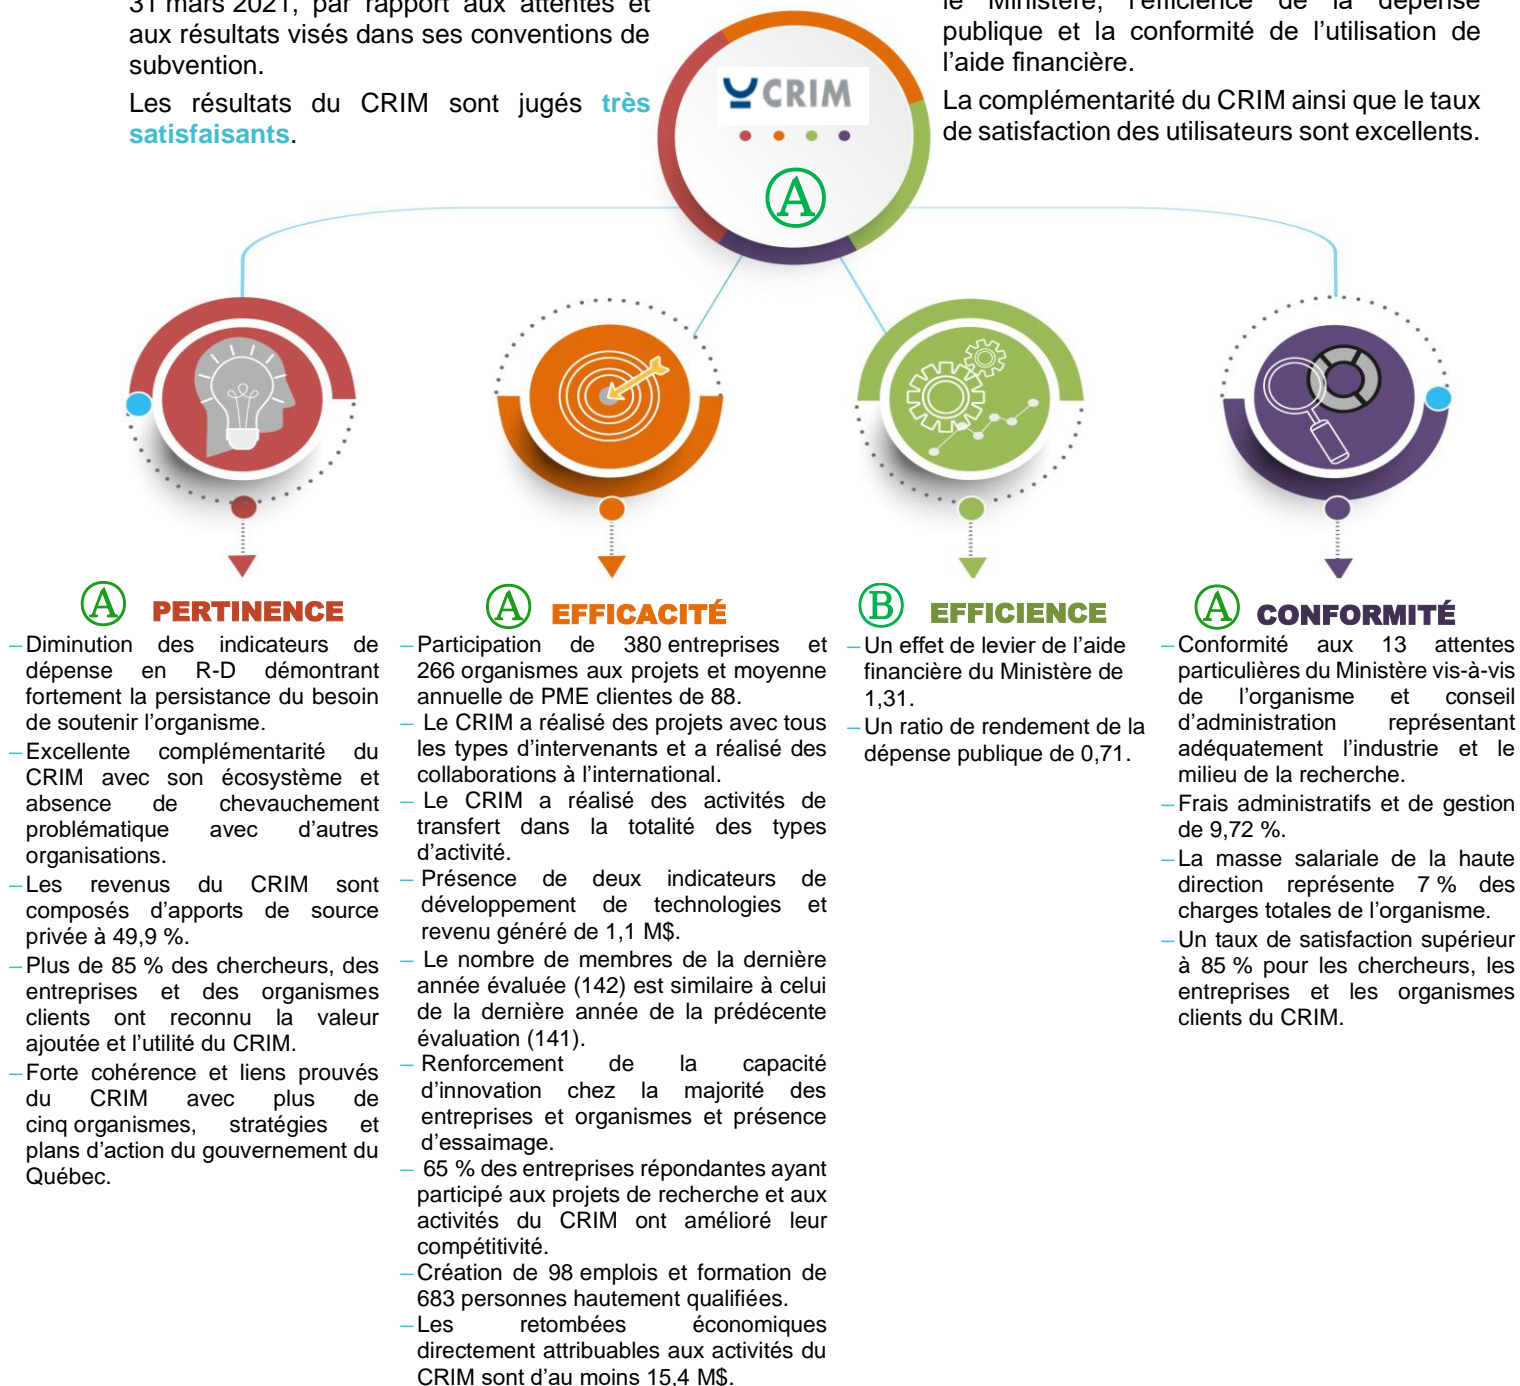 31 mars 2021, par rapport aux attentes et
aux résultats visés dans ses conventions de
subvention.
Les résultats du CRIM sont jugés très
satisfaisants.
le Ministère, l'efficience de la dépense
publique et la conformité de l'utilisation de
l'aide financière.
La complémentarité du CRIM ainsi que le taux
de satisfaction des utilisateurs sont excellents.
CRIM
A
A PERTINENCE
– Diminution des indicateurs de
dépense en R-D démontrant
fortement la persistance du besoin
de soutenir l'organisme.
– Excellente complémentarité du
CRIM avec son écosystème et
absence de chevauchement
problématique avec d'autres
organisations.
– Les revenus du CRIM sont
composés d'apports de source
privée à 49,9 %.
– Plus de 85 % des chercheurs, des
entreprises et des organismes
clients ont reconnu la valeur
ajoutée et l'utilité du CRIM.
– Forte cohérence et liens prouvés
du CRIM avec plus de
cinq organismes, stratégies et
plans d'action du gouvernement du
Québec.
A EFFICACITÉ
– Participation de 380 entreprises et
266 organismes aux projets et moyenne
annuelle de PME clientes de 88.
– Le CRIM a réalisé des projets avec tous
les types d'intervenants et a réalisé des
collaborations à l'international.
– Le CRIM a réalisé des activités de
transfert dans la totalité des types
d'activité.
– Présence de deux indicateurs de
développement de technologies et
revenu généré de 1,1 M$.
– Le nombre de membres de la dernière
année évaluée (142) est similaire à celui
de la dernière année de la prédécente
évaluation (141).
– Renforcement de la capacité
d'innovation chez la majorité des
entreprises et organismes et présence
d'essaimage.
– 65 % des entreprises répondantes ayant
participé aux projets de recherche et aux
activités du CRIM ont amélioré leur
compétitivité.
– Création de 98 emplois et formation de
683 personnes hautement qualifiées.
– Les retombées économiques
directement attribuables aux activités du
CRIM sont d'au moins 15,4 M$.
B EFFICIENCE
– Un effet de levier de l'aide
financière du Ministère de
1,31.
– Un ratio de rendement de la
dépense publique de 0,71.
A CONFORMITÉ
– Conformité aux 13 attentes
particulières du Ministère vis-à-vis
de l'organisme et conseil
d'administration représentant
adéquatement l'industrie et le
milieu de la recherche.
– Frais administratifs et de gestion
de 9,72 %.
– La masse salariale de la haute
direction représente 7 % des
charges totales de l'organisme.
– Un taux de satisfaction supérieur
à 85 % pour les chercheurs, les
entreprises et les organismes
clients du CRIM.